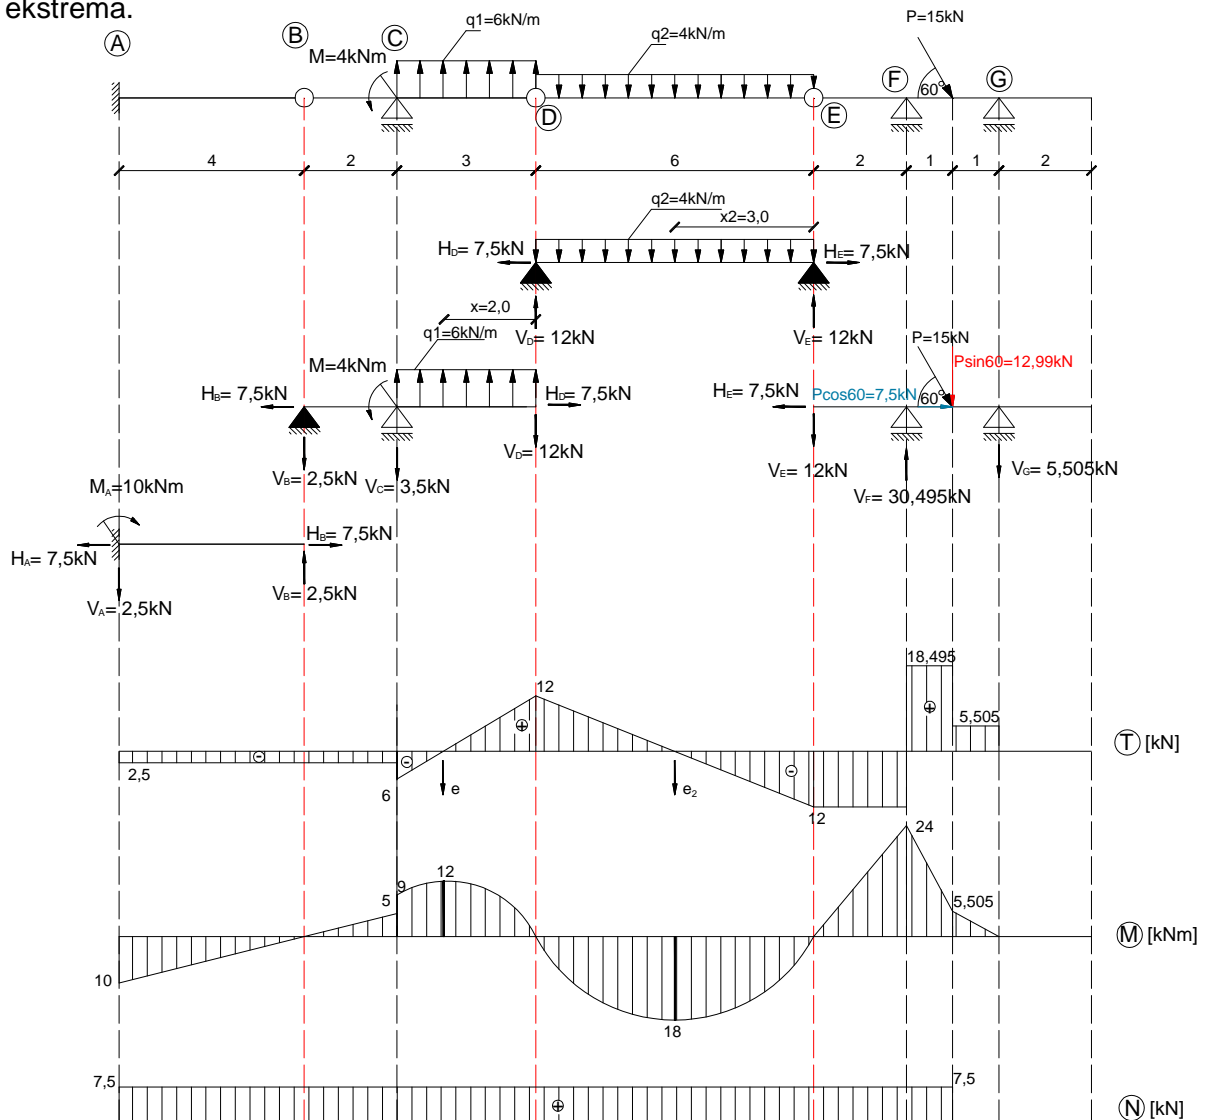 ekstrema.
q1=6kN/m
P=15kN
A
B
C
M=4kNm
q2=4kN/m
F
G
60°
D
E
4
2
3
6
2
1
1
2
q2=4kN/m
x2=3,0
HD= 7,5kN
HE= 7,5kN
x=2,0
q1=6kN/m
VD= 12kN
VE= 12kN
P=15kN
M=4kNm
Psin60=12,99kN
HB= 7,5kN
HD= 7,5kN
HE= 7,5kN
Pcos60=7,5kN
60°
VD= 12kN
VB= 2,5kN
VC= 3,5kN
VE= 12kN
VG= 5,505kN
MA=10kNm
VF= 30,495kN
HB= 7,5kN
HA= 7,5kN
VA= 2,5kN
VB= 2,5kN
18,495
12
+
+
5,505
T [kN]
2,5
-
-
6
e
e2
-
12
24
12
9
5
5,505
M [kNm]
10
18
7,5
7,5
+
N [kN]